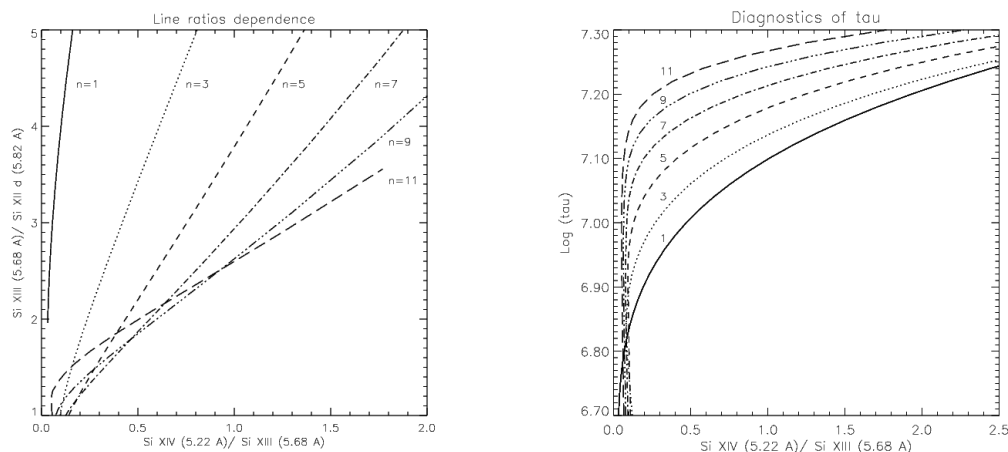 Line ratios dependence
Si XIII (5.68 A)/ Si XII d (5.82 A)
5
4
3
2
1
n=1
n=3
n=5
n=7
n=9
n=11
0.0 0.5 1.0 1.5 2.0
Si XIV (5.22 A)/ Si XIII (5.68 A)
Diagnostics of tau
Log (tau)
7.30
7.20
7.10
7.00
6.90
6.80
6.70
11
9
7
5
3
1
0.0 0.5 1.0 1.5 2.0 2.5
Si XIV (5.22 A)/ Si XIII (5.68 A)